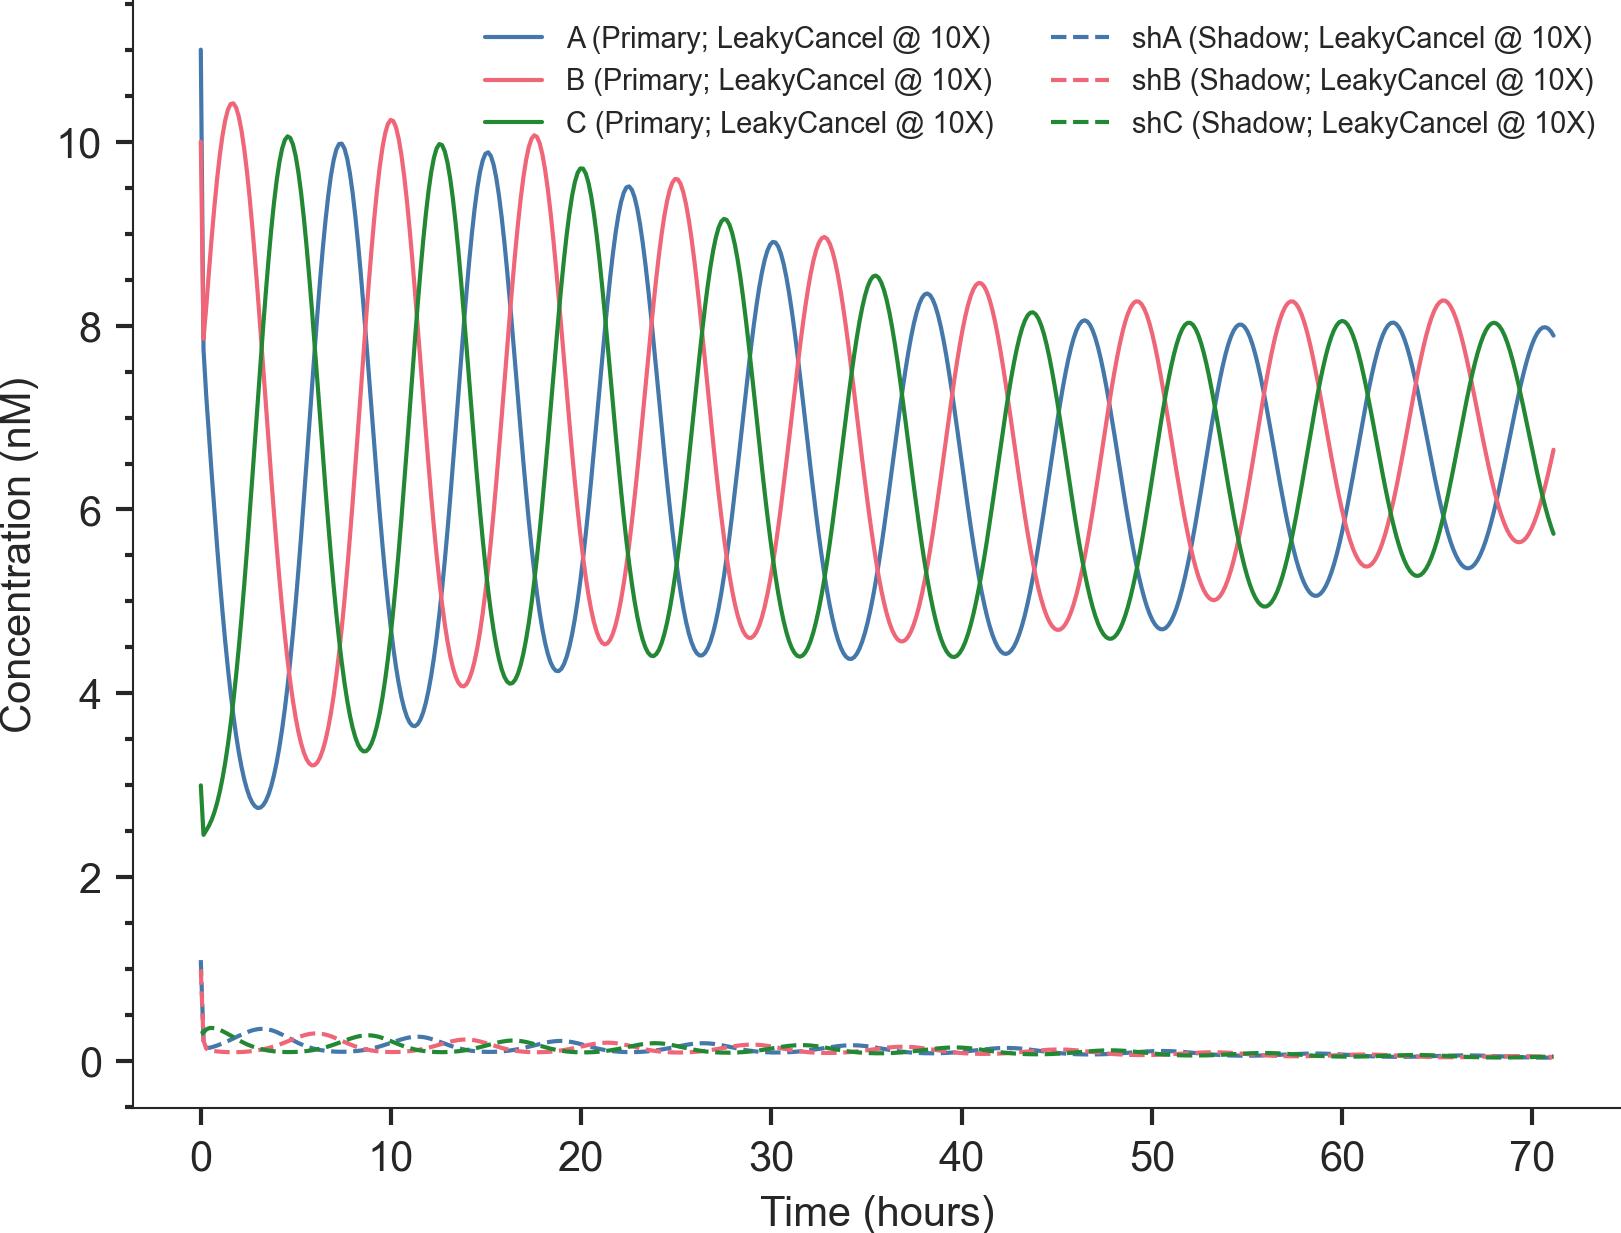 A (Primary; LeakyCancel @ 10X)
B (Primary; LeakyCancel @ 10X)
C (Primary; LeakyCancel @ 10X)
shA (Shadow; LeakyCancel @ 10X)
shB (Shadow; LeakyCancel @ 10X)
shC (Shadow; LeakyCancel @ 10X)
Concentration (nM)
10
8
6
4
2
0
0 10 20 30 40 50 60 70
Time (hours)